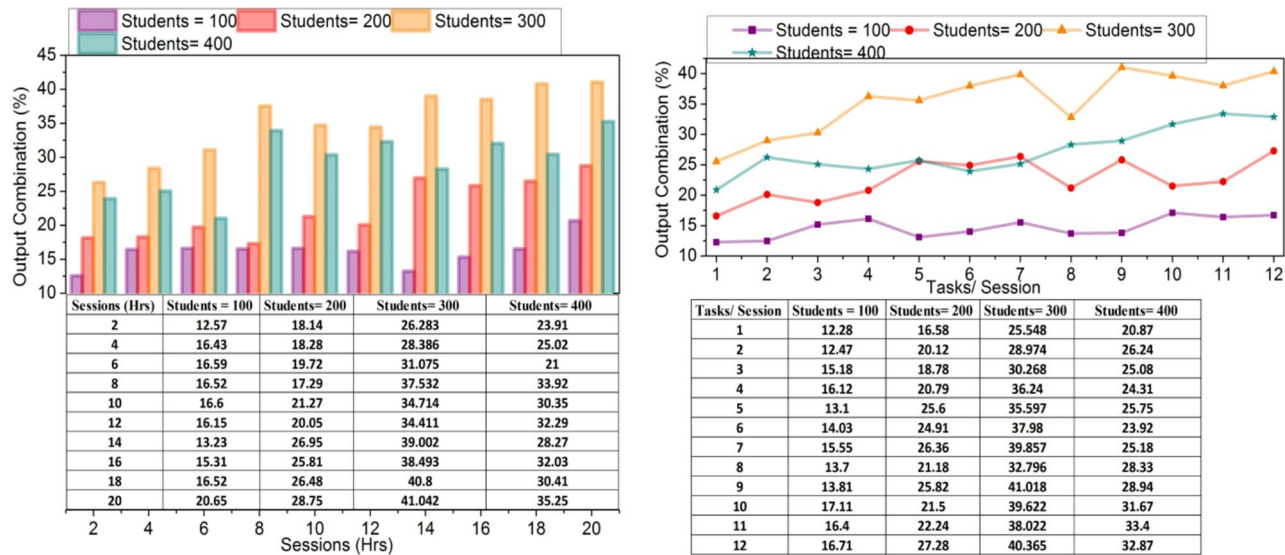 Students = 100 Students= 200 Students= 300
Students= 400
Output Combination (%)
45
40
35
30
25
20
15
10
Sessions (Hrs) Students = 100 Students= 200 Students= 300 Students= 400
2 12.57 18.14 26.283 23.91
4 16.43 18.28 28.386 25.02
6 16.59 19.72 31.075 21
8 16.52 17.29 37.532 33.92
10 16.6 21.27 34.714 30.35
12 16.15 20.05 34.411 32.29
14 13.23 26.95 39.002 28.27
16 15.31 25.81 38.493 32.03
18 16.52 26.48 40.8 30.41
20 20.65 28.75 41.042 35.25
2 4 6 8 10 12 14 16 18 20
Sessions (Hrs)
Students = 100 Students= 200 Students= 300
Students= 400
Output Combination (%)
40
35
30
25
20
15
10
1 2 3 4 5 6 7 8 9 10 11 12
Tasks/ Session
Tasks/ Session Students = 100 Students= 200 Students= 300 Students= 400
1 12.28 16.58 25.548 20.87
2 12.47 20.12 28.974 26.24
3 15.18 18.78 30.268 25.08
4 16.12 20.79 36.24 24.31
5 13.1 25.6 35.597 25.75
6 14.03 24.91 37.98 23.92
7 15.55 26.36 39.857 25.18
8 13.7 21.18 32.796 28.33
9 13.81 25.82 41.018 28.94
10 17.11 21.5 39.622 31.67
11 16.4 22.24 38.022 33.4
12 16.71 27.28 40.365 32.87